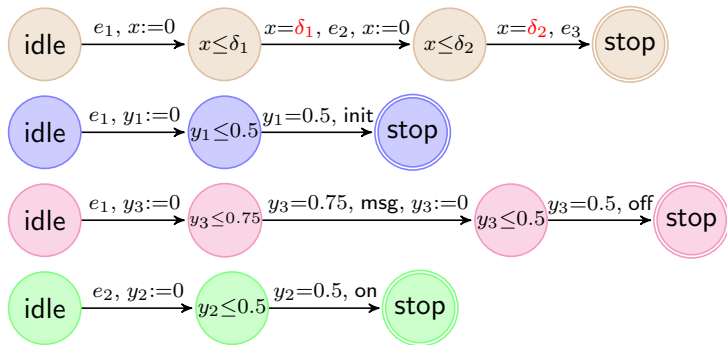 idle e₁, x:=0 x≤δ₁ x=δ₁, e₂, x:=0 x≤δ₂ x=δ₂, e₃ stop
idle e₁, y₁:=0 y₁≤0.5 y₁=0.5, init stop
idle e₁, y₃:=0 y₃≤0.75 y₃=0.75, msg, y₃:=0 y₃≤0.5 y₃=0.5, off stop
idle e₂, y₂:=0 y₂≤0.5 y₂=0.5, on stop